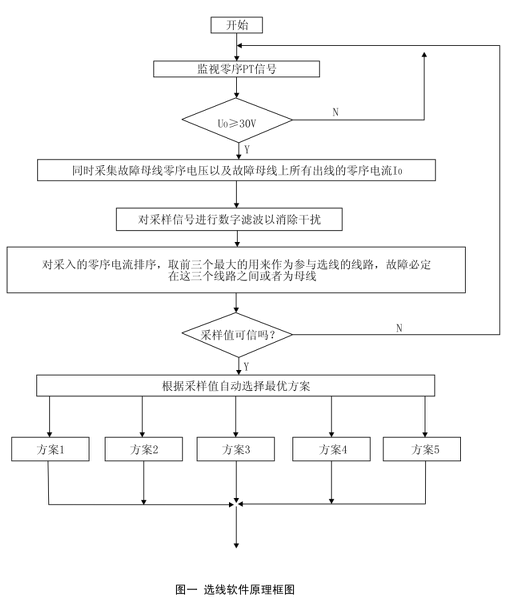 开始
监视零序PT信号
U₀≥30V
N
Y
同时采集故障母线零序电压以及故障母线上所有出线的零序电流I₀
对采样信号进行数字滤波以消除干扰
对采入的零序电流排序，取前三个最大的用来作为参与选线的线路，故障必定
在这三个线路之间或者为母线
采样值可信吗？
N
Y
根据采样值自动选择最优方案
方案1
方案2
方案3
方案4
方案5
图一 选线软件原理框图